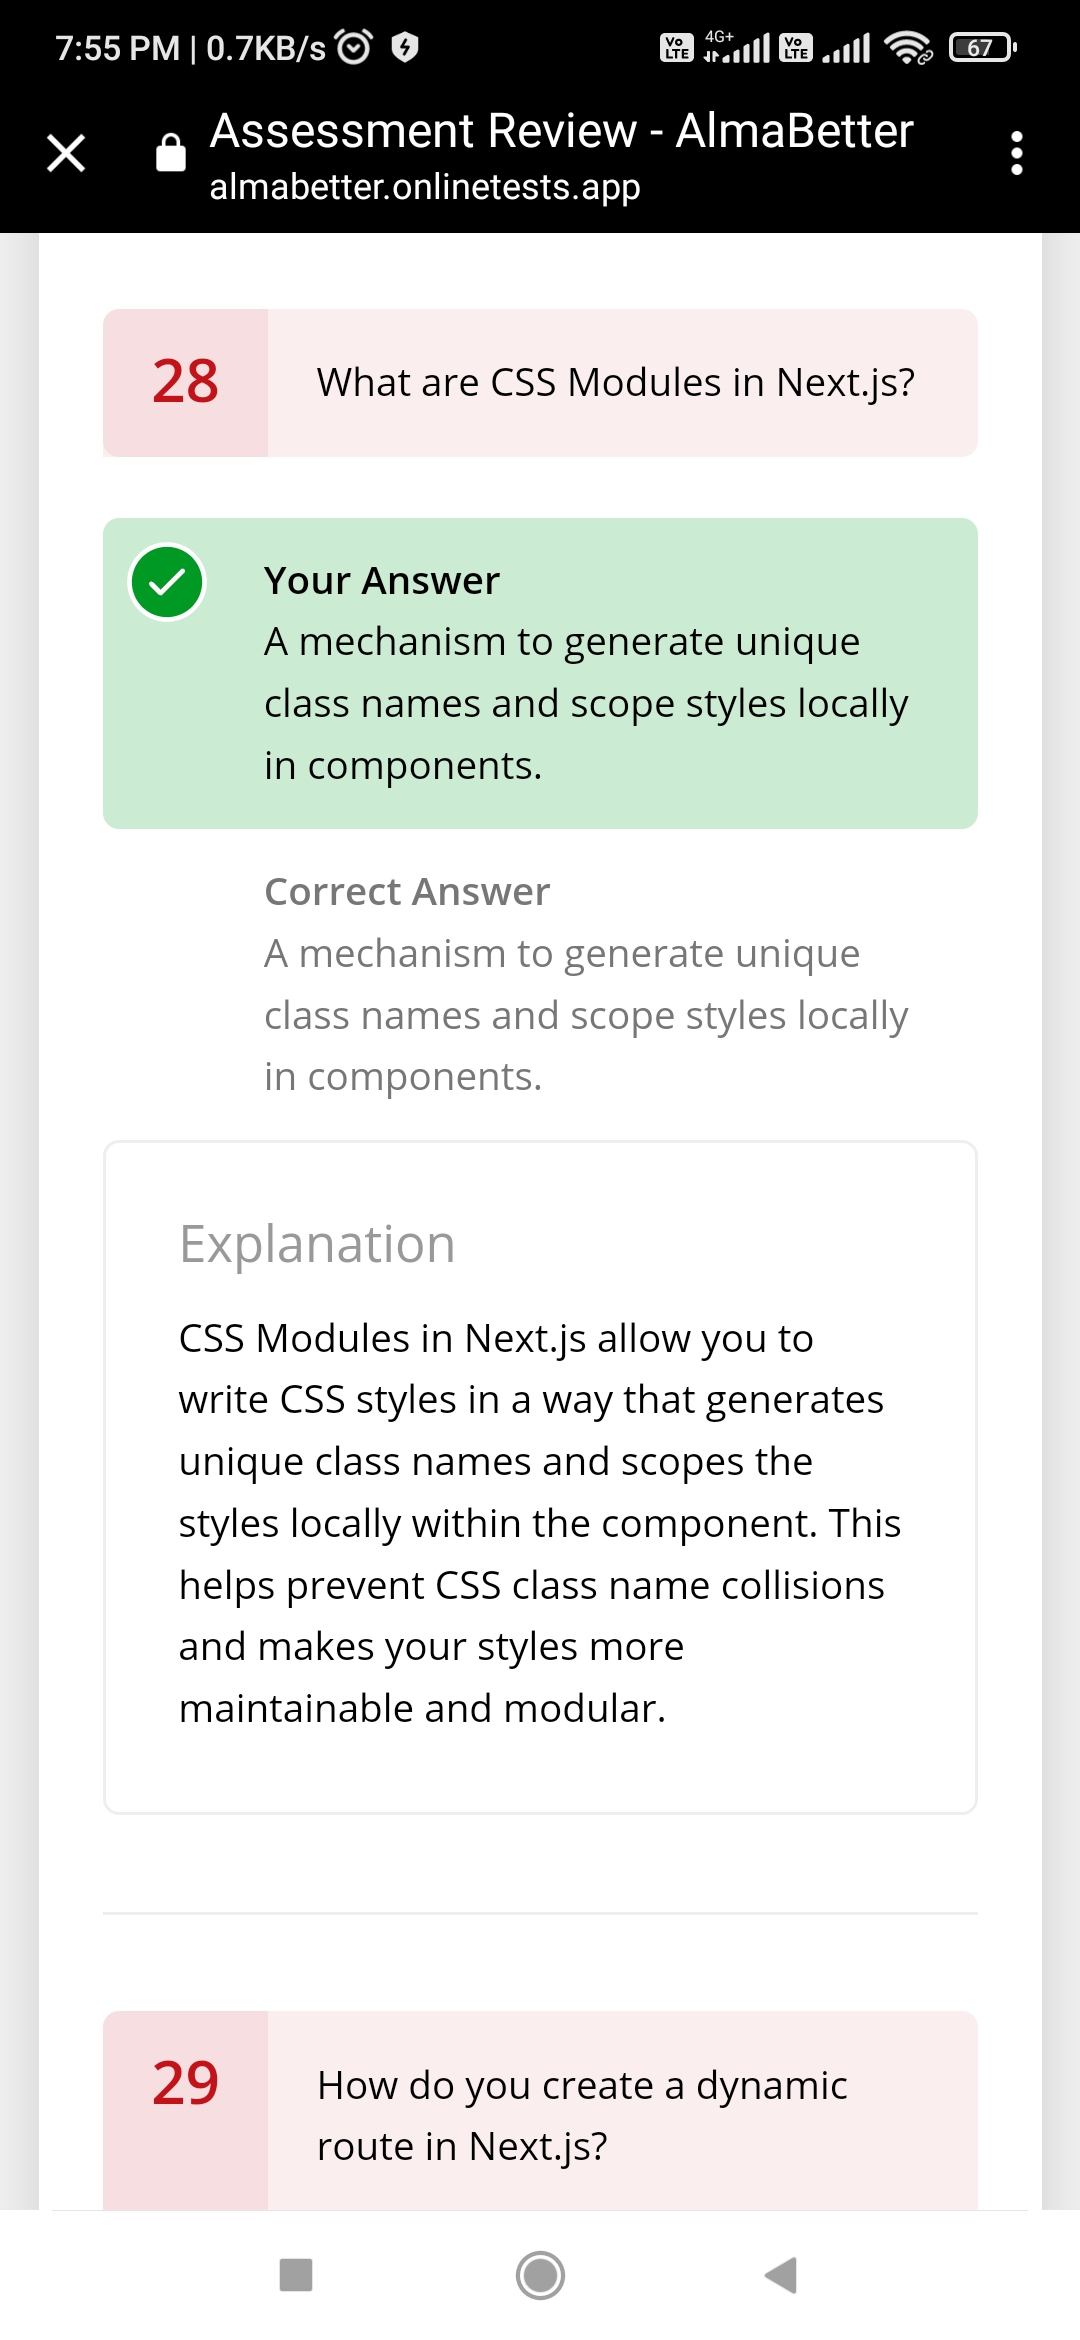 7:55 PM | 0.7KB/s
Vo LTE 4G+ Vo LTE 67
Assessment Review - AlmaBetter
almabetter.onlinetests.app
28
What are CSS Modules in Next.js?
Your Answer
A mechanism to generate unique
class names and scope styles locally
in components.
Correct Answer
A mechanism to generate unique
class names and scope styles locally
in components.
Explanation
CSS Modules in Next.js allow you to
write CSS styles in a way that generates
unique class names and scopes the
styles locally within the component. This
helps prevent CSS class name collisions
and makes your styles more
maintainable and modular.
29
How do you create a dynamic
route in Next.js?